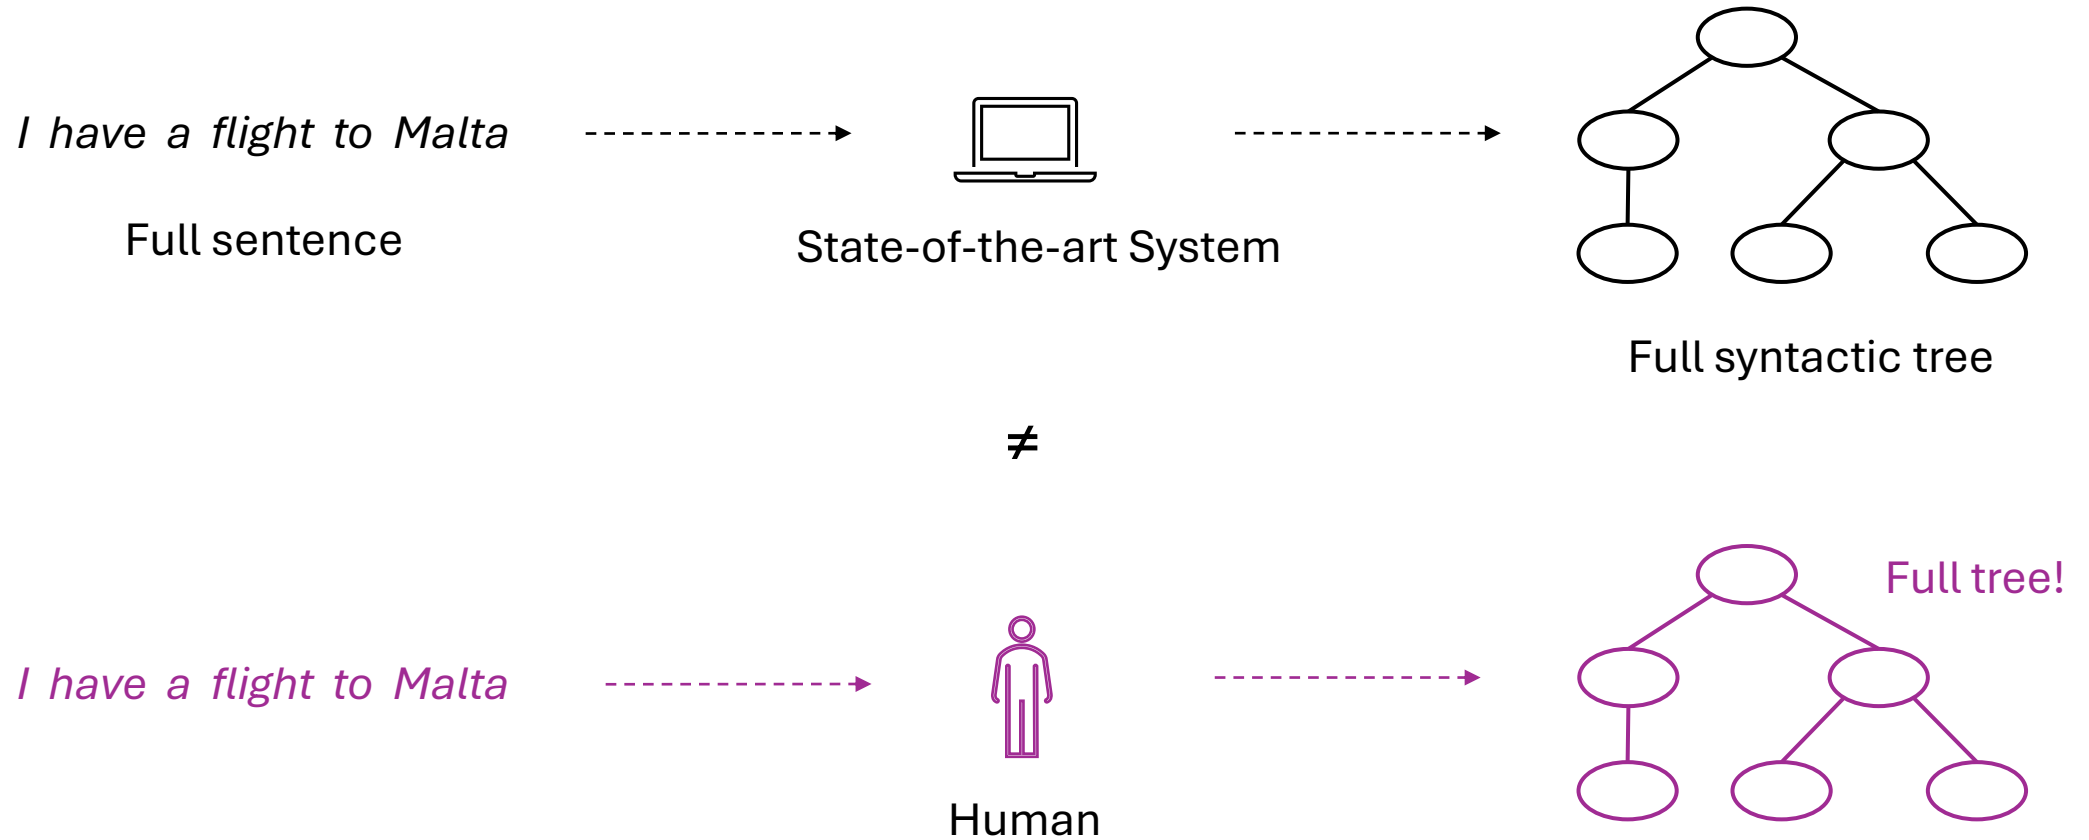 I have a flight to Malta
Full sentence
State-of-the-art System
Full syntactic tree
≠
Full tree!
I have a flight to Malta
Human